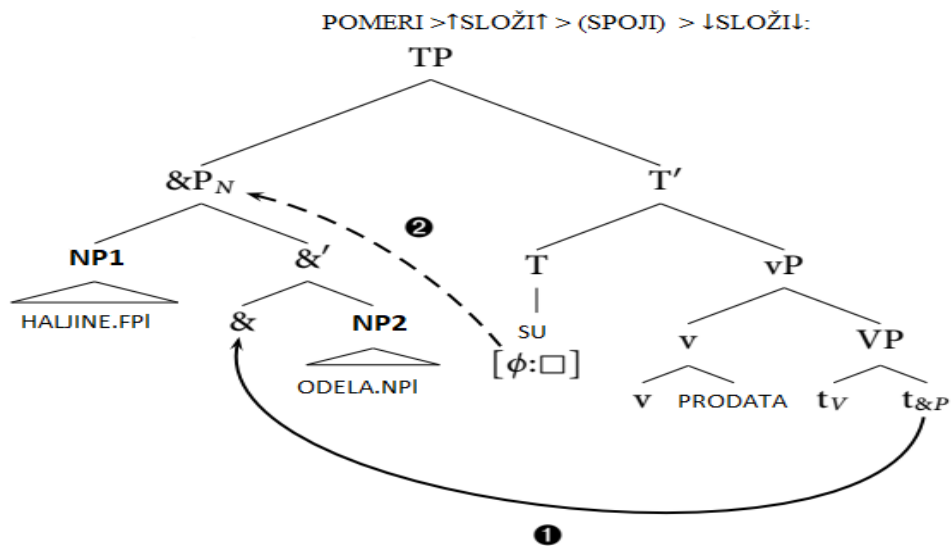 POMERI >↑SLOŽI↑ > (SPOJI) > ↓SLOŽI↓:
TP
&P_N T′
❷
NP1 &′ T vP
HALJINE.FPl & NP2 SU v VP
ODELA.NPl [ϕ:□] v PRODATA t_V t_&P
❶